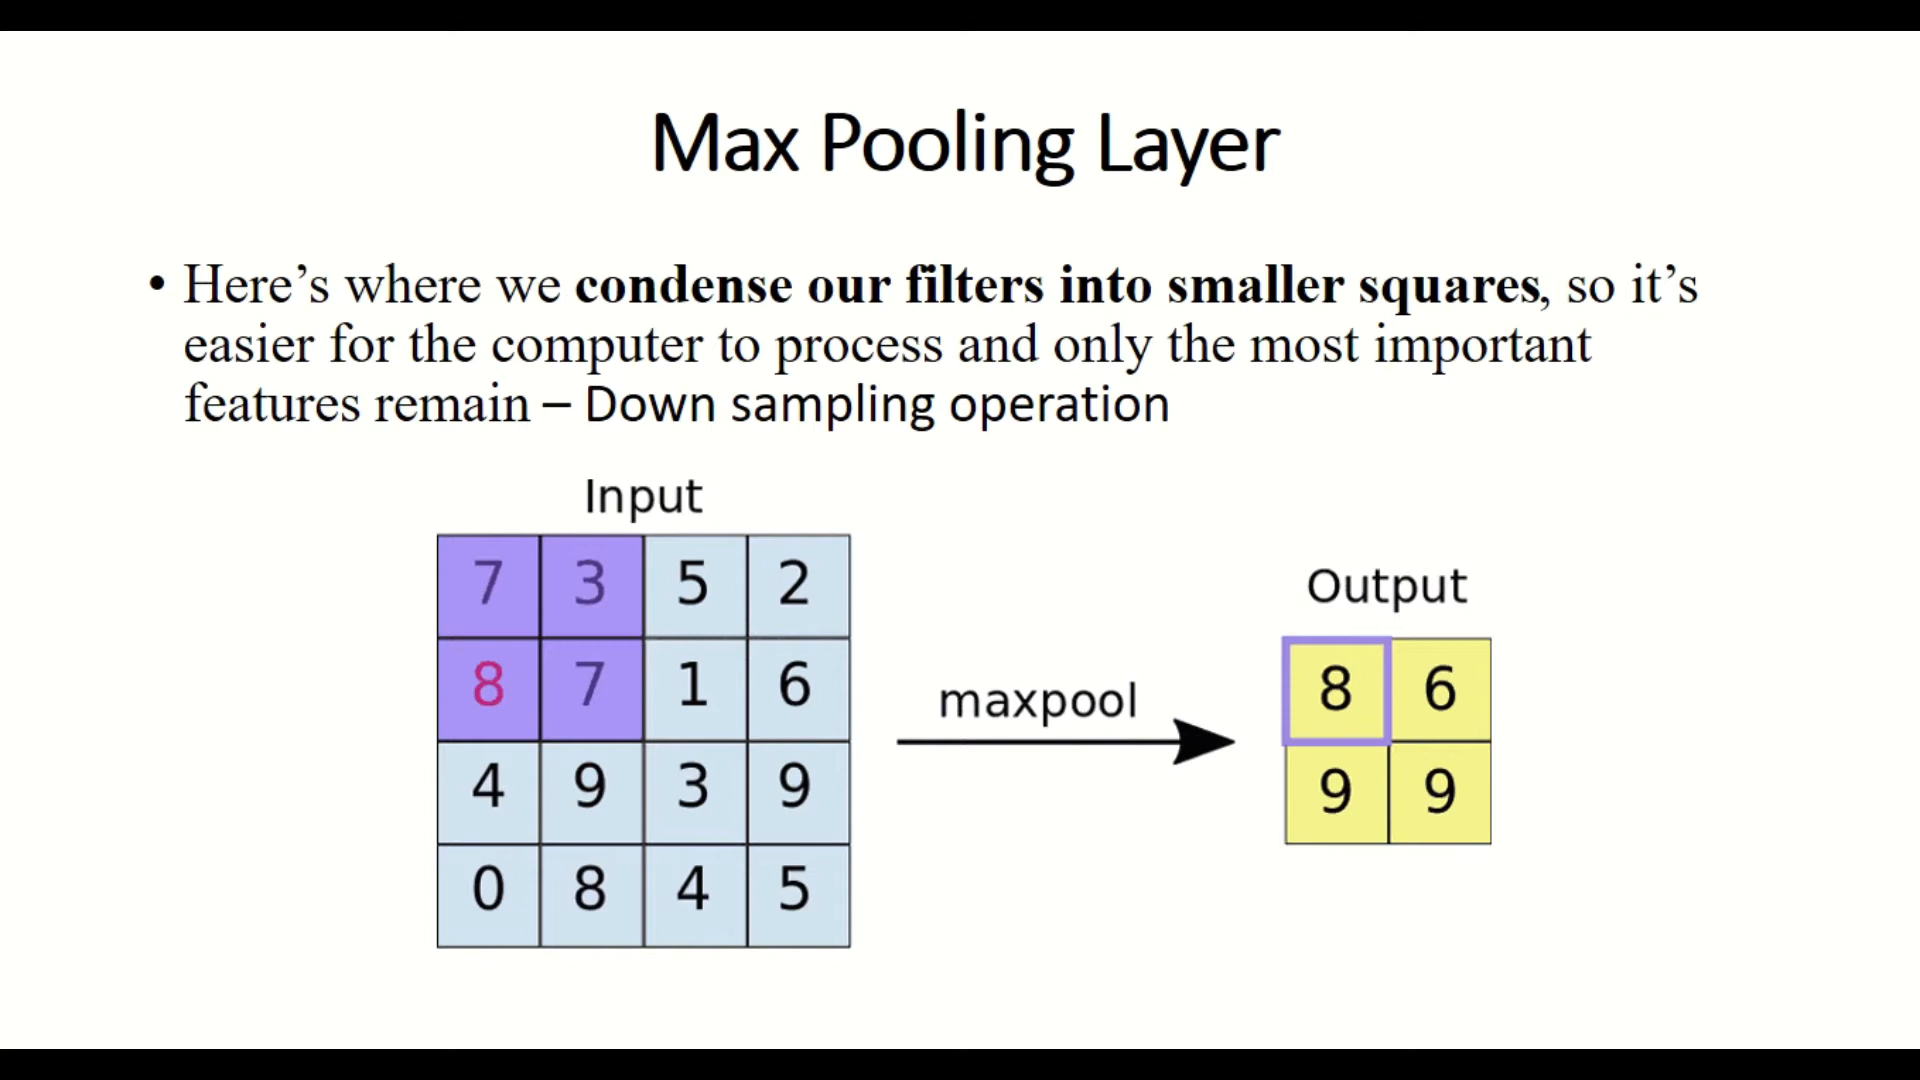 Max Pooling Layer
• Here’s where we condense our filters into smaller squares, so it’s
easier for the computer to process and only the most important
features remain – Down sampling operation
Input
7 3 5 2
8 7 1 6
4 9 3 9
0 8 4 5
maxpool
Output
8 6
9 9